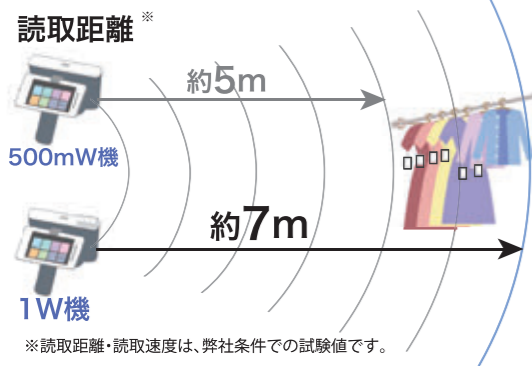 読取距離※
約5m
500mW機
約7m
1W機
※読取距離・読取速度は、弊社条件での試験値です。